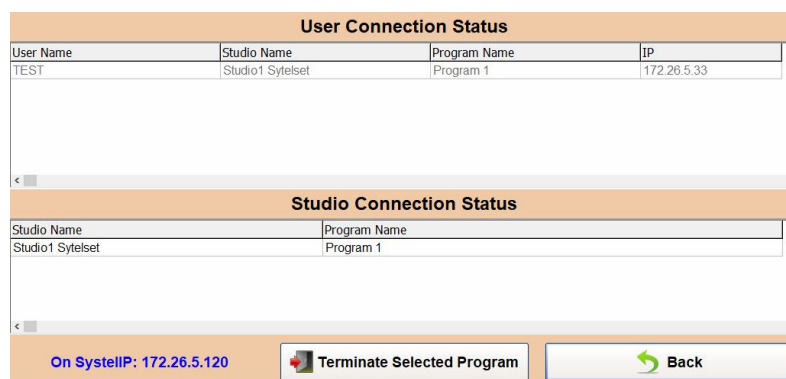 User Connection Status
User Name Studio Name Program Name IP
TEST Studio1 Sytelset Program 1 172.26.5.33
Studio Connection Status
Studio Name Program Name
Studio1 Sytelset Program 1
On SystelIP: 172.26.5.120 Terminate Selected Program Back